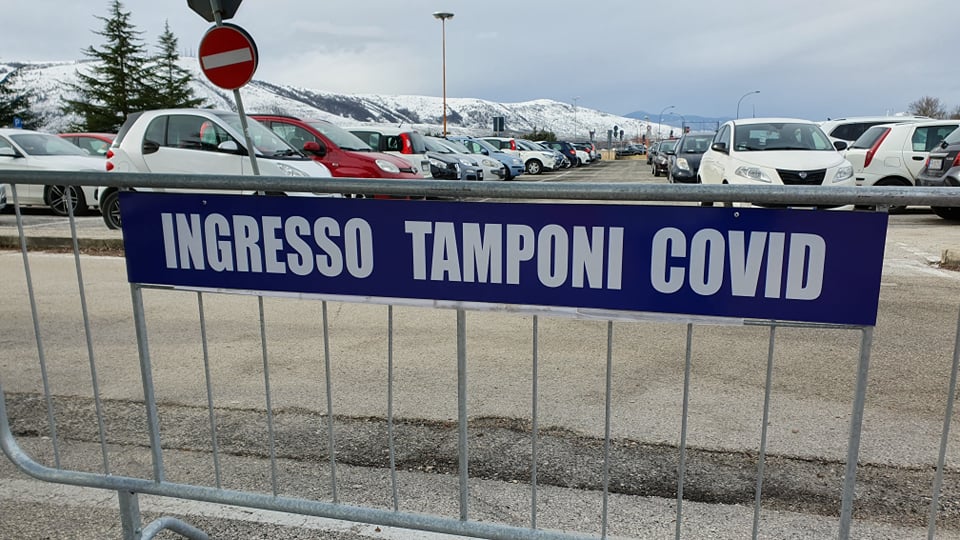 INGRESSO TAMPONI COVID